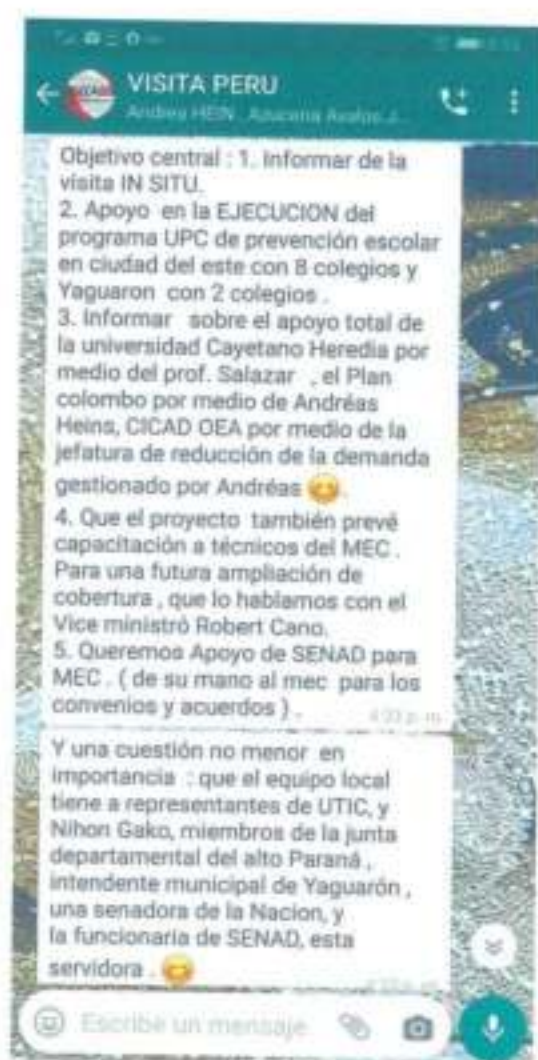 VISITA PERU
Andreu HEIN, Azucena Avalos J...
Objetivo central : 1. Informar de la
visita IN SITU.
2. Apoyo en la EJECUCION del
programa UPC de prevención escolar
en ciudad del este con 8 colegios y
Yaguaron con 2 colegios .
3. Informar sobre el apoyo total de
la universidad Cayetano Heredia por
medio del prof. Salazar , el Plan
colombo por medio de Andréas
Heins, CICAD OEA por medio de la
jefatura de reducción de la demanda
gestionado por Andréas 😊.
4. Que el proyecto también prevé
capacitación a técnicos del MEC .
Para una futura ampliación de
cobertura , que lo hablamos con el
Vice ministró Robert Cano.
5. Queremos Apoyo de SENAD para
MEC . ( de su mano al mec para los
convenios y acuerdos ) .
4:33 p. m.
Y una cuestión no menor en
importancia : que el equipo local
tiene a representantes de UTIC, y
Nihon Gako, miembros de la junta
departamental del alto Paraná ,
intendente municipal de Yaguarón ,
una senadora de la Nacion, y
la funcionaria de SENAD, esta
servidora . 😊
Escribe un mensaje